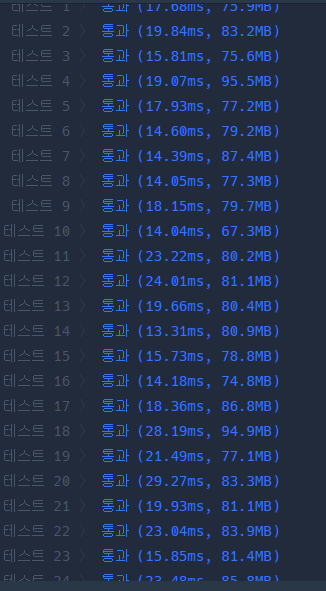 테스트 1 〉 통과 (17.68ms, 75.9MB)
테스트 2 〉 통과 (19.84ms, 83.2MB)
테스트 3 〉 통과 (15.81ms, 75.6MB)
테스트 4 〉 통과 (19.07ms, 95.5MB)
테스트 5 〉 통과 (17.93ms, 77.2MB)
테스트 6 〉 통과 (14.60ms, 79.2MB)
테스트 7 〉 통과 (14.39ms, 87.4MB)
테스트 8 〉 통과 (14.05ms, 77.3MB)
테스트 9 〉 통과 (18.15ms, 79.7MB)
테스트 10 〉 통과 (14.04ms, 67.3MB)
테스트 11 〉 통과 (23.22ms, 80.2MB)
테스트 12 〉 통과 (24.01ms, 81.1MB)
테스트 13 〉 통과 (19.66ms, 80.4MB)
테스트 14 〉 통과 (13.31ms, 80.9MB)
테스트 15 〉 통과 (15.73ms, 78.8MB)
테스트 16 〉 통과 (14.18ms, 74.8MB)
테스트 17 〉 통과 (18.36ms, 86.8MB)
테스트 18 〉 통과 (28.19ms, 94.9MB)
테스트 19 〉 통과 (21.49ms, 77.1MB)
테스트 20 〉 통과 (29.27ms, 83.3MB)
테스트 21 〉 통과 (19.93ms, 81.1MB)
테스트 22 〉 통과 (23.04ms, 83.9MB)
테스트 23 〉 통과 (15.85ms, 81.4MB)
테스트 24 〉 통과 (23.48ms, 85.8MB)